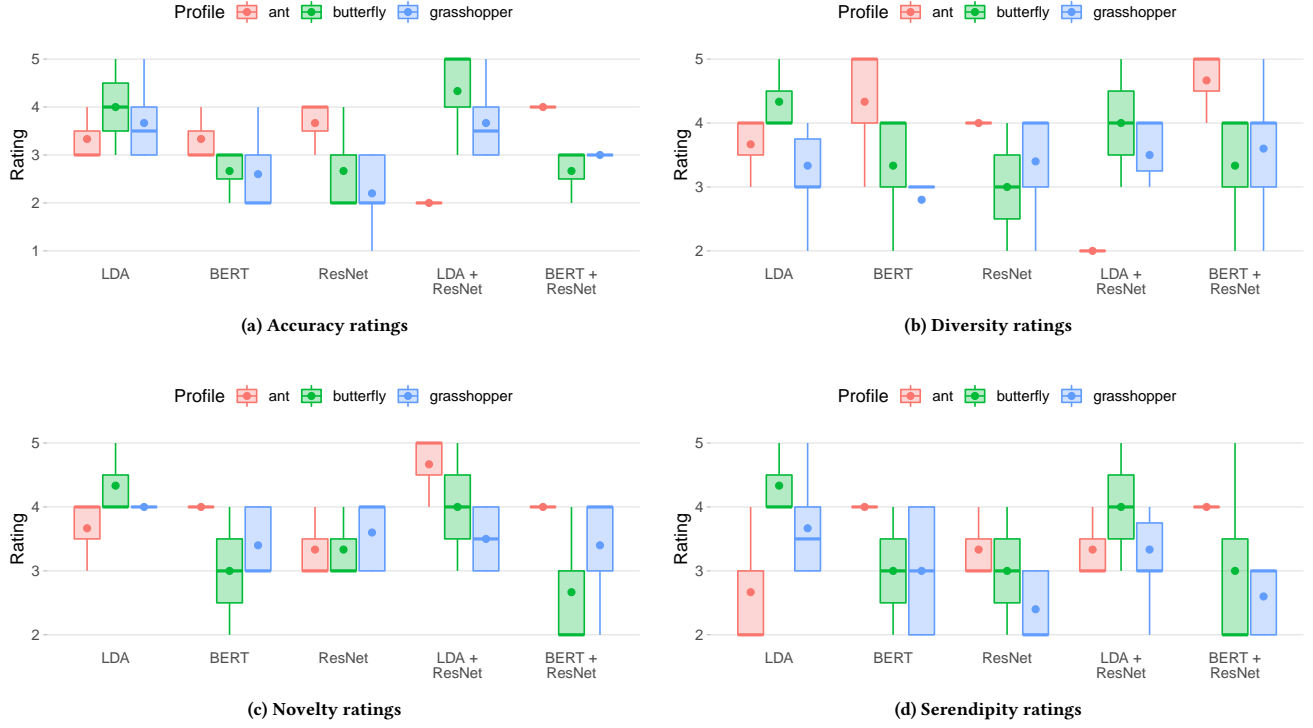 Profile ant butterfly grasshopper
Rating
5
4
3
2
1
LDA BERT ResNet LDA + ResNet BERT + ResNet
(a) Accuracy ratings
Profile ant butterfly grasshopper
Rating
5
4
3
2
LDA BERT ResNet LDA + ResNet BERT + ResNet
(b) Diversity ratings
Profile ant butterfly grasshopper
Rating
5
4
3
2
LDA BERT ResNet LDA + ResNet BERT + ResNet
(c) Novelty ratings
Profile ant butterfly grasshopper
Rating
5
4
3
2
LDA BERT ResNet LDA + ResNet BERT + ResNet
(d) Serendipity ratings